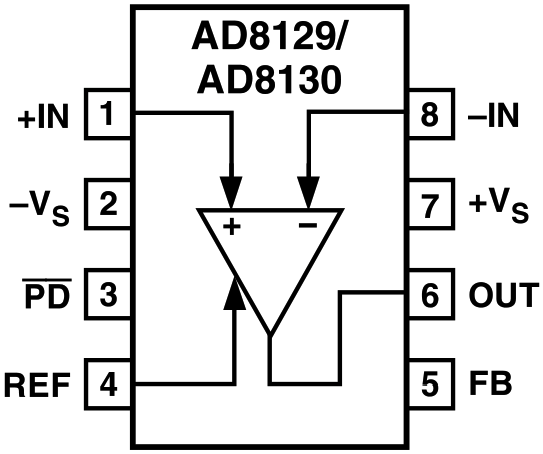 AD8129/
AD8130
+IN 1
8 –IN
–VS 2
7 +VS
+ –
PD 3
6 OUT
REF 4
5 FB